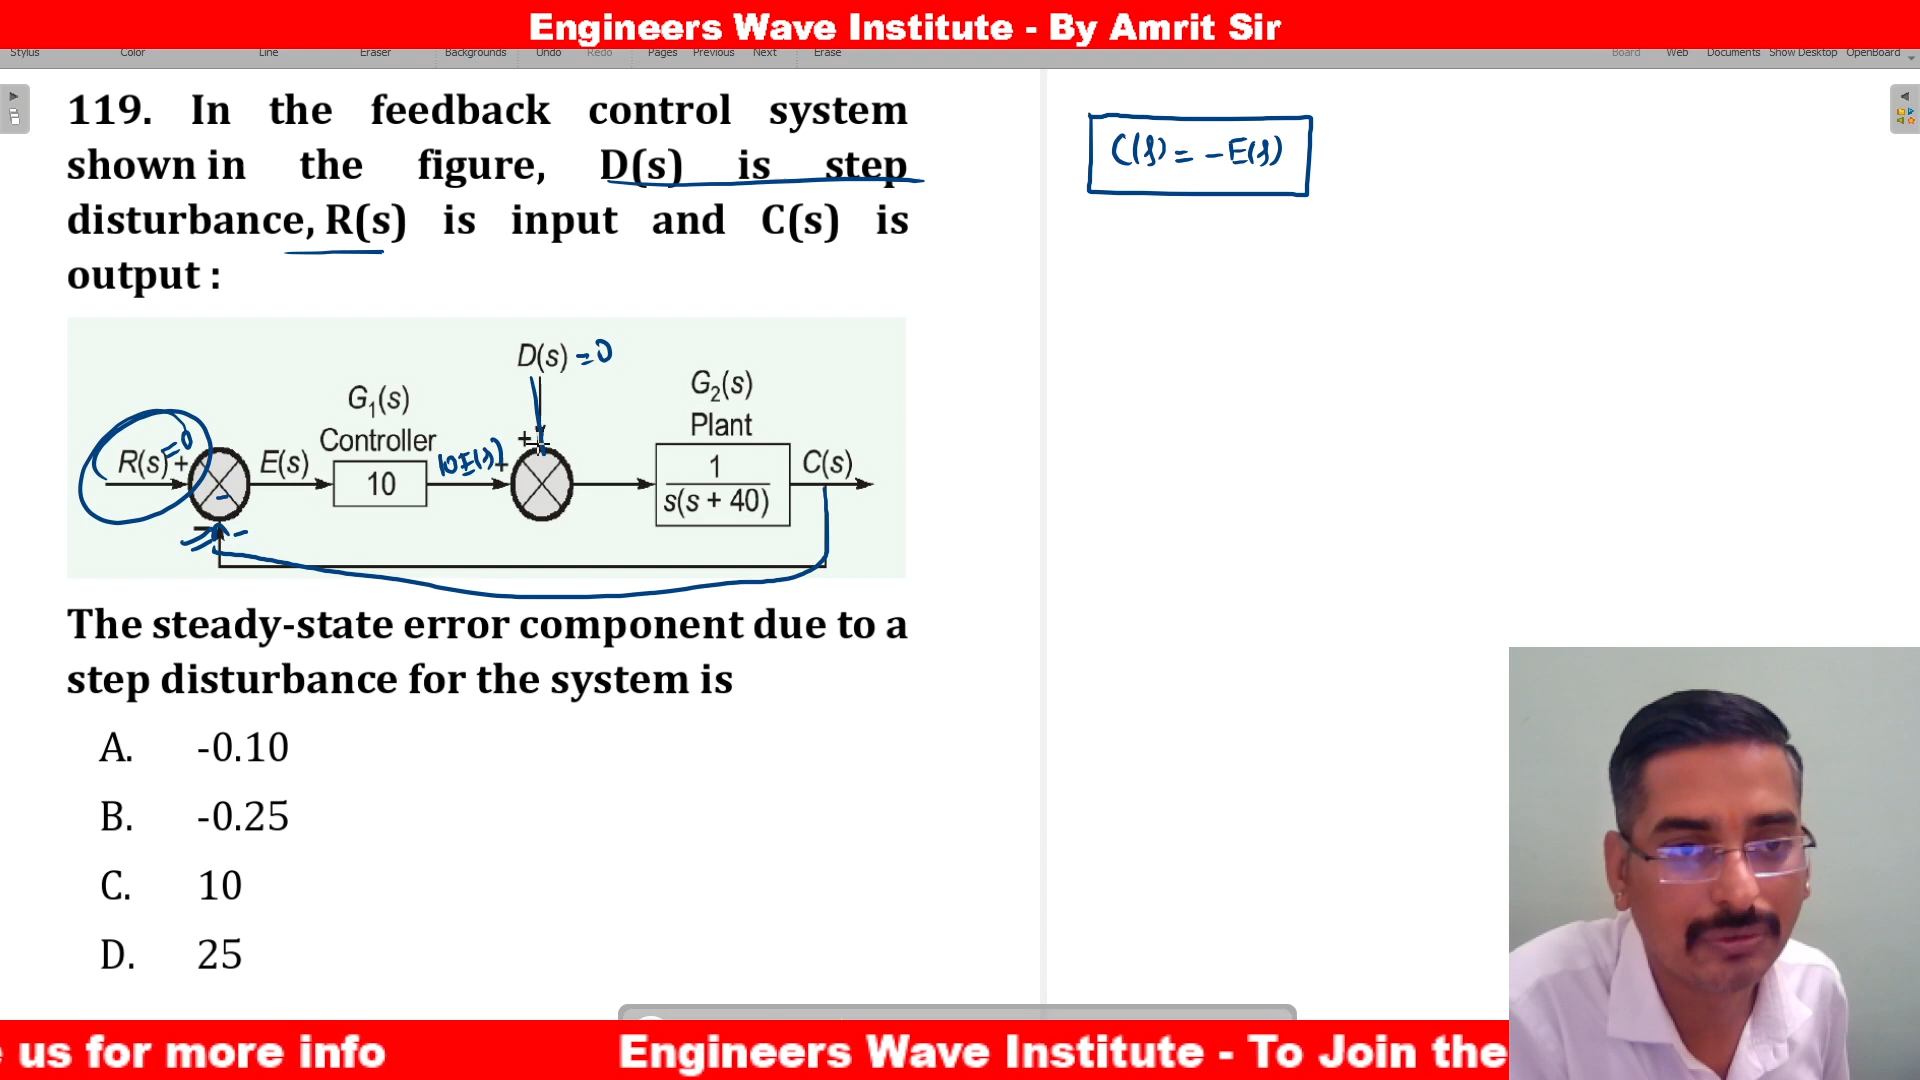 Engineers Wave Institute - By Amrit Sir
Stylus Color Line Eraser Backgrounds Undo Redo Pages Previous Next Erase Board Web Documents Show Desktop OpenBoard
119. In the feedback control system
shown in the figure, D(s) is step
disturbance, R(s) is input and C(s) is
output :
C(s) = -E(s)
D(s) = 0
G1(s)
Controller
G2(s)
Plant
R(s) = 0 +
E(s)
10
10E(s) +
+
1
s(s + 40)
C(s)
-
- -
The steady-state error component due to a
step disturbance for the system is
A. -0.10
B. -0.25
C. 10
D. 25
us for more info Engineers Wave Institute - To Join the